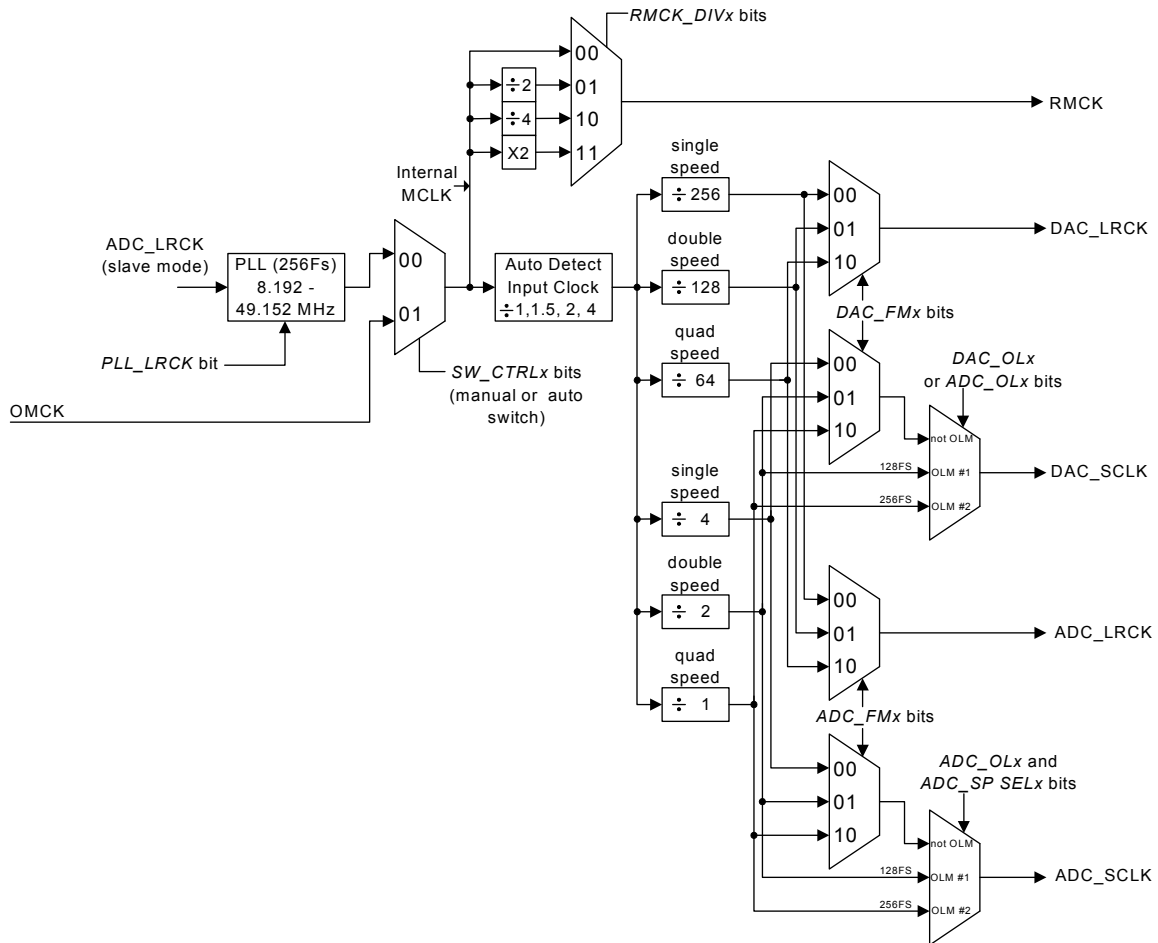 RMCK_DIVx bits
00
÷2
01
÷4
10
X2
11
RMCK
Internal
MCLK
single
speed
÷ 256
00
01
10
DAC_LRCK
ADC_LRCK
(slave mode)
PLL (256Fs)
8.192 -
49.152 MHz
00
01
Auto Detect
Input Clock
÷1,1.5, 2, 4
double
speed
÷ 128
DAC_FMx bits
PLL_LRCK bit
SW_CTRLx bits
(manual or auto
switch)
OMCK
quad
speed
÷ 64
00
01
10
DAC_OLx
or ADC_OLx bits
not OLM
128FS
OLM #1
256FS
OLM #2
DAC_SCLK
single
speed
÷ 4
double
speed
÷ 2
00
01
10
ADC_LRCK
quad
speed
÷ 1
ADC_FMx bits
00
01
10
ADC_OLx and
ADC_SP SELx bits
not OLM
128FS
OLM #1
256FS
OLM #2
ADC_SCLK